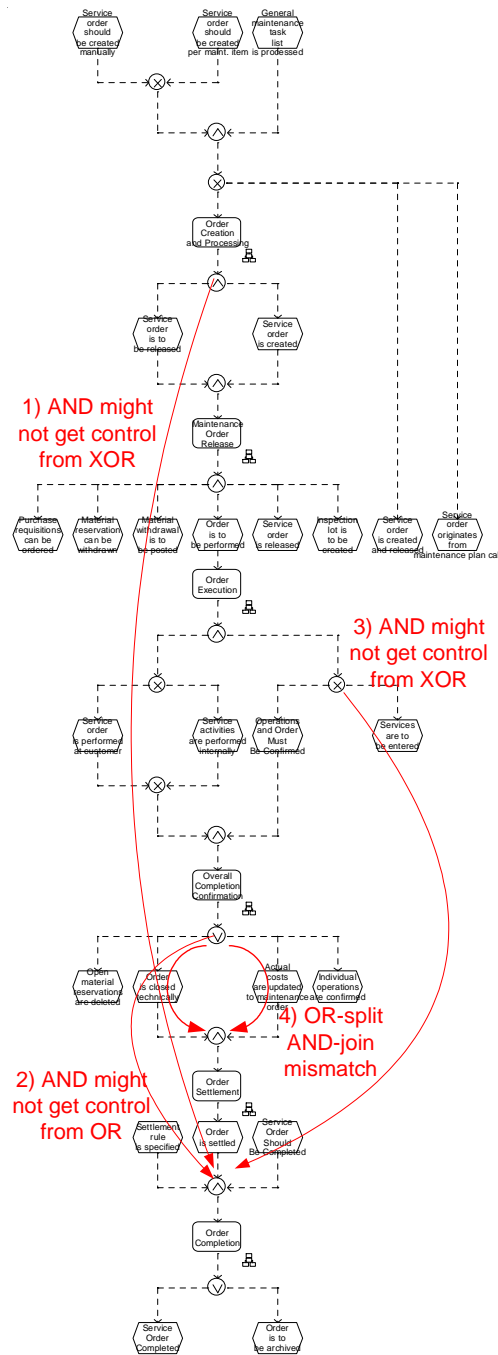 Service
order
should
be created
manually
Service
order
should
be created
per maint. item
General
maintenance
task
list
is processed
Order
Creation
and Processing
Service
order
is to
be released
Service
order
is created
1) AND might
not get control
from XOR
Maintenance
Order
Release
Purchase
requisitions
can be
ordered
Material
reservation
can be
withdrawn
Material
withdrawal
is to
be posted
Order
is to
be performed
Service
order
is released
Inspection
lot is
to be
created
Service
order
is created
and released
Service
order
originates
from
maintenance plan cal
Order
Execution
3) AND might
not get control
from XOR
Service
order
is performed
at customer
Service
activities
are performed
internally
Operations
and Order
Must
Be Confirmed
Services
are to
be entered
Overall
Completion
Confirmation
Open
material
reservations
are deleted
Order
is closed
technically
Actual
costs
are updated
to maintenance
order
Individual
operations
are confirmed
4) OR-split
AND-join
mismatch
2) AND might
not get control
from OR
Order
Settlement
Settlement
rule
is specified
Order
is settled
Service
Order
Should
Be Completed
Order
Completion
Service
Order
Completed
Order
is to
be archived